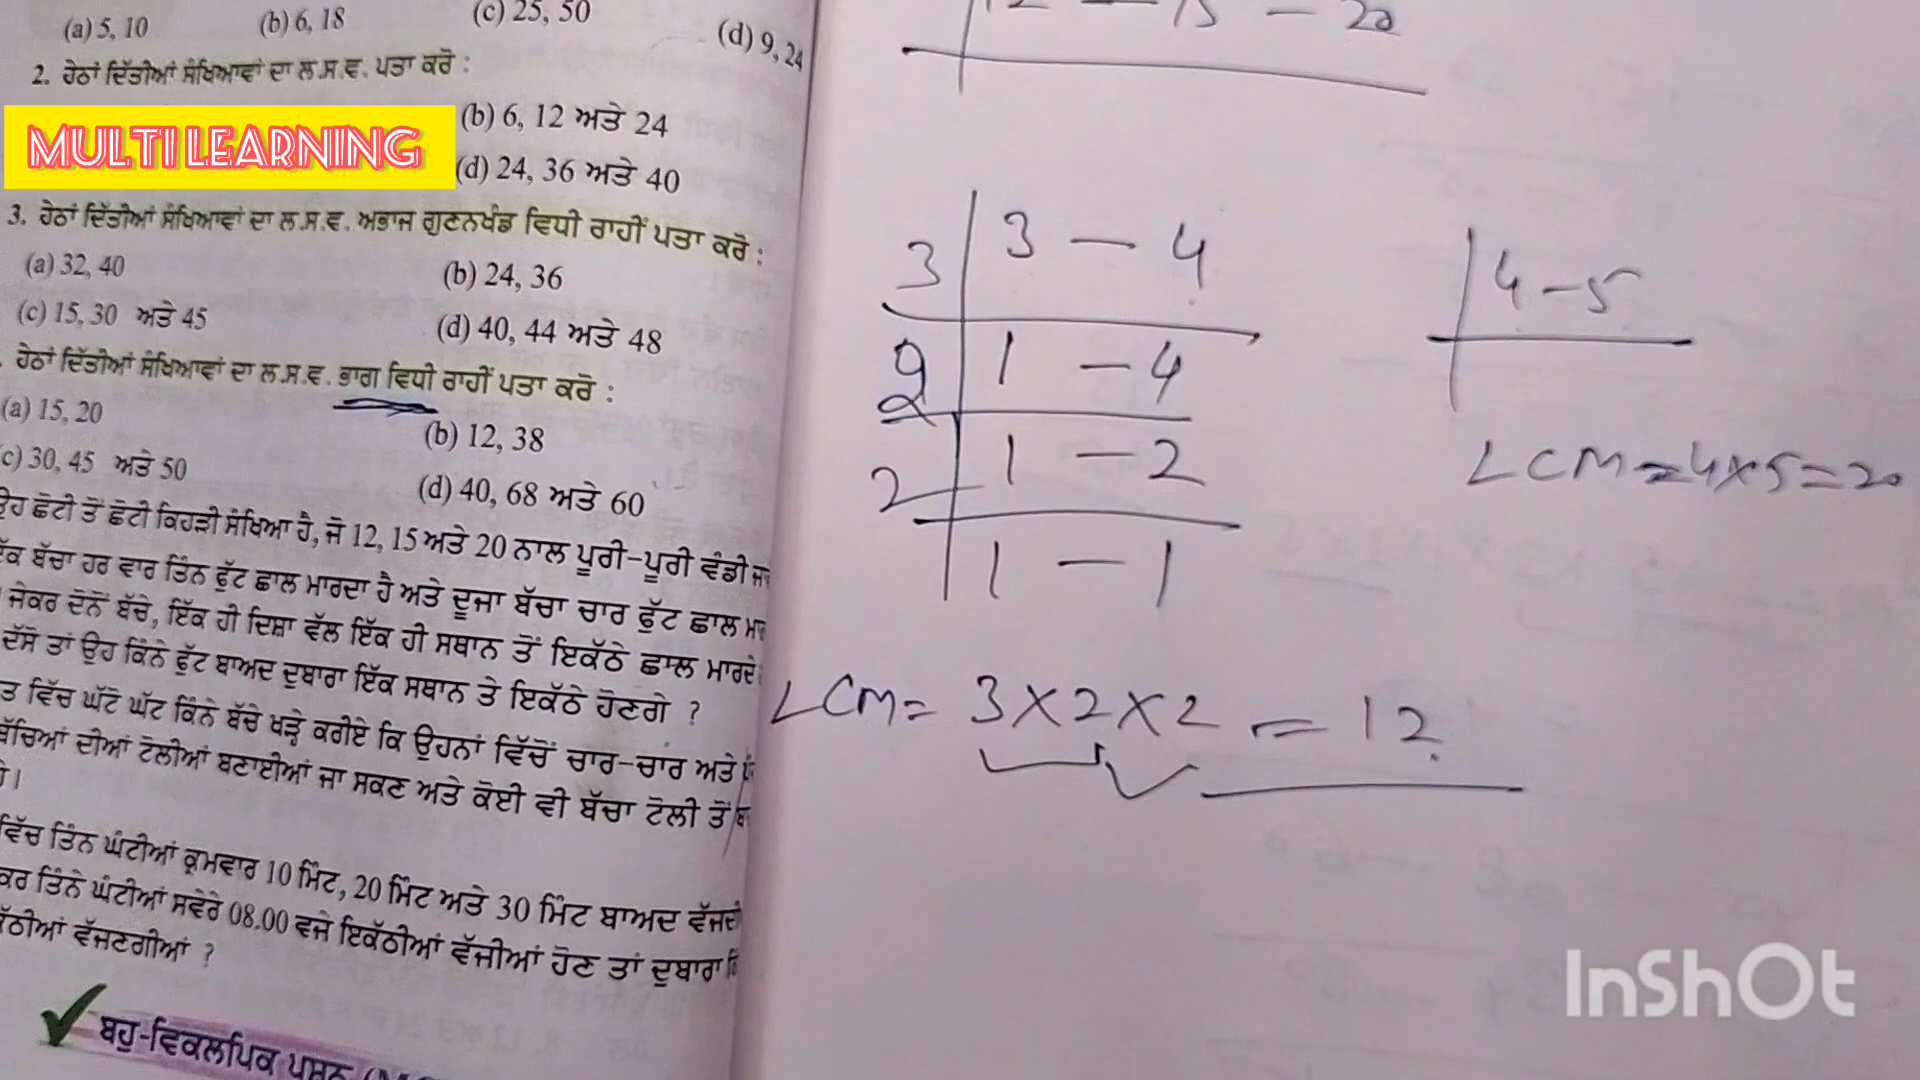 (a) 5, 10 (b) 6, 18 (c) 25, 50 (d) 9, 24
2. ਹੇਠਾਂ ਦਿੱਤੀਆਂ ਸੰਖਿਆਵਾਂ ਦਾ ਲ.ਸ.ਵ. ਪਤਾ ਕਰੋ :
MULTI LEARNING
(b) 6, 12 ਅਤੇ 24
(d) 24, 36 ਅਤੇ 40
3. ਹੇਠਾਂ ਦਿੱਤੀਆਂ ਸੰਖਿਆਵਾਂ ਦਾ ਲ.ਸ.ਵ. ਅਭਾਜ ਗੁਣਨਖੰਡ ਵਿਧੀ ਰਾਹੀਂ ਪਤਾ ਕਰੋ :
(a) 32, 40 (b) 24, 36
(c) 15, 30 ਅਤੇ 45 (d) 40, 44 ਅਤੇ 48
. ਹੇਠਾਂ ਦਿੱਤੀਆਂ ਸੰਖਿਆਵਾਂ ਦਾ ਲ.ਸ.ਵ. ਭਾਗ ਵਿਧੀ ਰਾਹੀਂ ਪਤਾ ਕਰੋ :
(a) 15, 20 (b) 12, 38
c) 30, 45 ਅਤੇ 50 (d) 40, 68 ਅਤੇ 60
ਉਹ ਛੋਟੀ ਤੋਂ ਛੋਟੀ ਕਿਹੜੀ ਸੰਖਿਆ ਹੈ, ਜੋ 12, 15 ਅਤੇ 20 ਨਾਲ ਪੂਰੀ-ਪੂਰੀ ਵੰਡੀ
ਬੱਚਾ ਹਰ ਵਾਰ ਤਿੰਨ ਫੁੱਟ ਛਾਲ ਮਾਰਦਾ ਹੈ ਅਤੇ ਦੂਜਾ ਬੱਚਾ ਚਾਰ ਫੁੱਟ ਛਾਲ
ਜੇਕਰ ਦੋਨੋਂ ਬੱਚੇ, ਇੱਕ ਹੀ ਦਿਸ਼ਾ ਵੱਲ ਇੱਕ ਹੀ ਸਥਾਨ ਤੋਂ ਇਕੱਠੇ ਛਾਲ ਮਾਰਦੇ
ਦੱਸੋ ਤਾਂ ਉਹ ਕਿੰਨੇ ਫੁੱਟ ਬਾਅਦ ਦੁਬਾਰਾ ਇੱਕ ਸਥਾਨ ਤੇ ਇਕੱਠੇ ਹੋਣਗੇ ?
ਵਿੱਚ ਘੱਟੋ ਘੱਟ ਕਿੰਨੇ ਬੱਚੇ ਖੜ੍ਹੇ ਕਰੀਏ ਕਿ ਉਹਨਾਂ ਵਿੱਚੋਂ ਚਾਰ-ਚਾਰ ਅਤੇ
ਬੱਚਿਆਂ ਦੀਆਂ ਟੋਲੀਆਂ ਬਣਾਈਆਂ ਜਾ ਸਕਣ ਅਤੇ ਕੋਈ ਵੀ ਬੱਚਾ ਟੋਲੀ ਤੋਂ
ਵਿੱਚ ਤਿੰਨ ਘੰਟੀਆਂ ਕ੍ਰਮਵਾਰ 10 ਮਿੰਟ, 20 ਮਿੰਟ ਅਤੇ 30 ਮਿੰਟ ਬਾਅਦ ਵੱਜਦੀ
ਤਿੰਨੇ ਘੰਟੀਆਂ ਸਵੇਰੇ 08.00 ਵਜੇ ਇਕੱਠੀਆਂ ਵੱਜੀਆਂ ਹੋਣ ਤਾਂ ਦੁਬਾਰਾ
ਵੱਜਣਗੀਆਂ ?
ਬਹੁ-ਵਿਕਲਪਿਕ ਪ੍ਰਸ਼ਨ
12 — 15 — 20
3 | 3 — 4
2 | 1 — 4
2 | 1 — 2
1 — 1
LCM = 3 × 2 × 2 = 12
4 — 5
LCM = 4 × 5 = 20
InShOt